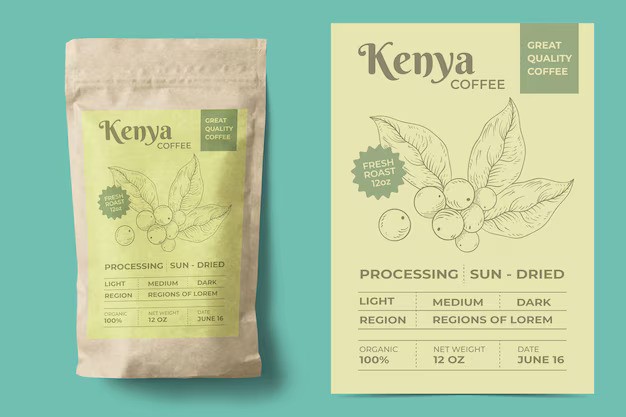 Kenya
COFFEE
GREAT
QUALITY
COFFEE
FRESH
ROAST
12oz
PROCESSING SUN - DRIED
LIGHT MEDIUM DARK
REGION REGIONS OF LOREM
ORGANIC NET WEIGHT DATE
100% 12 OZ JUNE 16
Kenya
COFFEE
GREAT
QUALITY
COFFEE
FRESH
ROAST
12oz
PROCESSING SUN - DRIED
LIGHT MEDIUM DARK
REGION REGIONS OF LOREM
ORGANIC NET WEIGHT DATE
100% 12 OZ JUNE 16